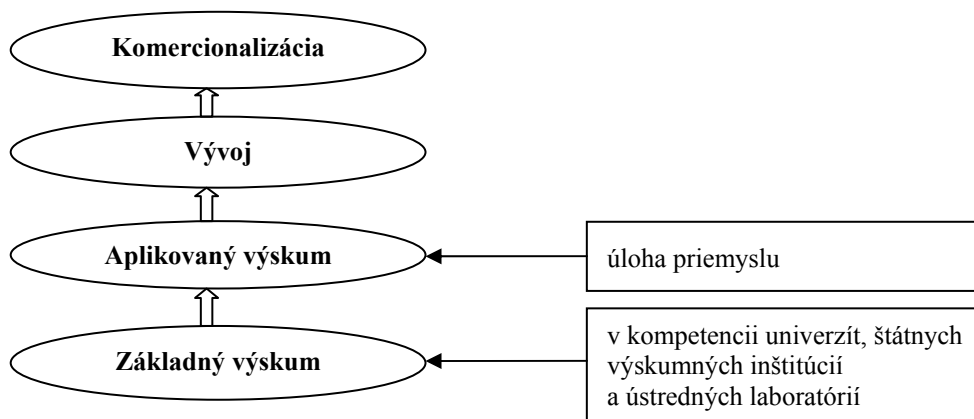 Komercionalizácia
Vývoj
Aplikovaný výskum
úloha priemyslu
Základný výskum
v kompetencii univerzít, štátnych
výskumných inštitúcií
a ústredných laboratórií